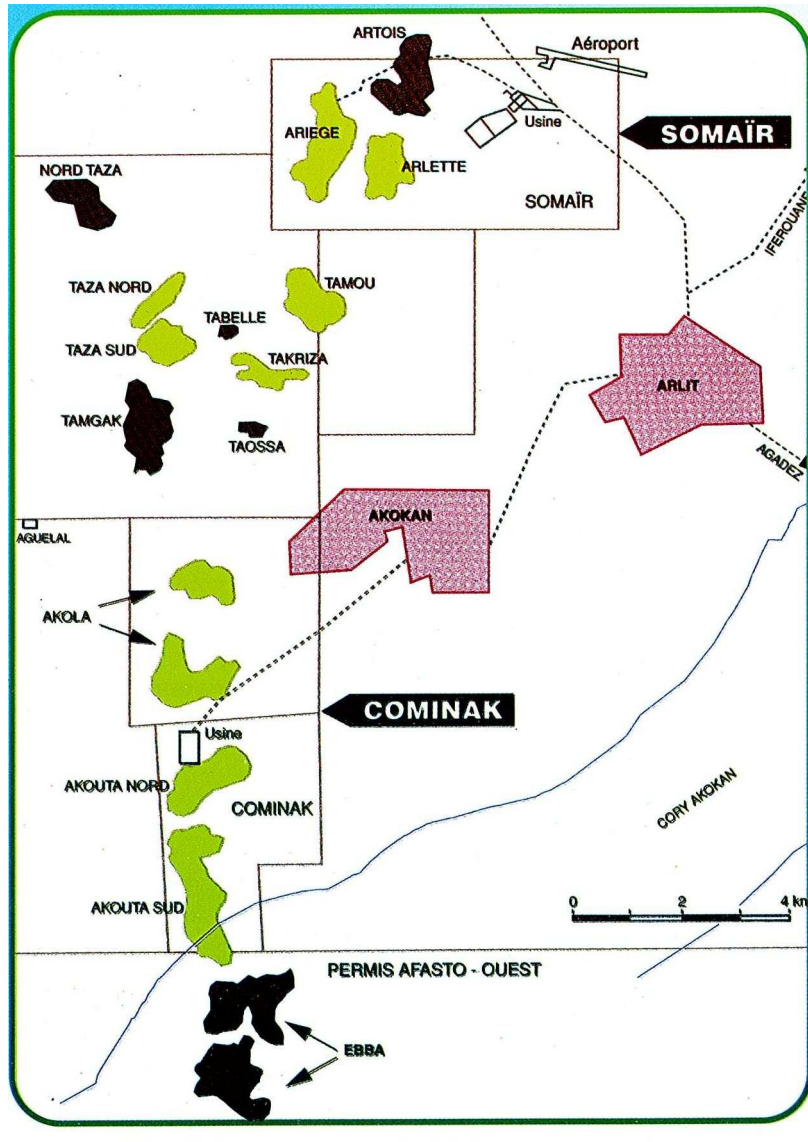 ARTOIS
Aéroport
ARIEGE
Usine
SOMAÏR
ARLETTE
NORD TAZA
SOMAÏR
IFEROUANE
TAZA NORD
TAMOU
TABELLE
TAZA SUD
TAKRIZA
ARLIT
TAMGAK
TAOSSA
AGADEZ
AKOKAN
AGUELAL
AKOLA
COMINAK
Usine
AKOUTA NORD
COMINAK
CORY AKOKAN
AKOUTA SUD
0 2 4 km
PERMIS AFASTO - OUEST
EBBA